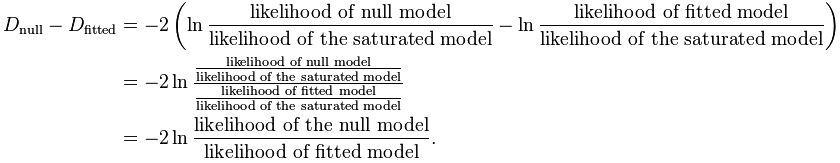 D_null − D_fitted = −2 ( ln (likelihood of null model / likelihood of the saturated model) − ln (likelihood of fitted model / likelihood of the saturated model) )
= −2 ln ((likelihood of null model / likelihood of the saturated model) / (likelihood of fitted model / likelihood of the saturated model))
= −2 ln (likelihood of the null model / likelihood of fitted model).